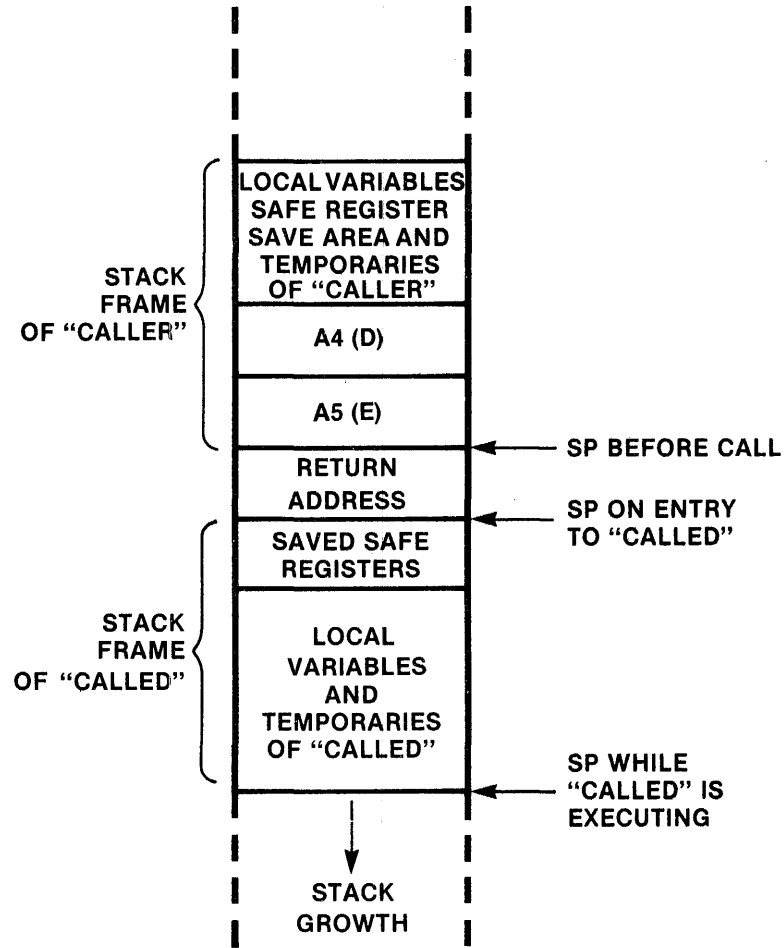 LOCAL VARIABLES
SAFE REGISTER
SAVE AREA AND
TEMPORARIES
OF “CALLER”
STACK
FRAME
OF “CALLER”
A4 (D)
A5 (E)
SP BEFORE CALL
RETURN
ADDRESS
SP ON ENTRY
TO “CALLED”
SAVED SAFE
REGISTERS
STACK
FRAME
OF “CALLED”
LOCAL
VARIABLES
AND
TEMPORARIES
OF “CALLED”
SP WHILE
“CALLED” IS
EXECUTING
STACK
GROWTH